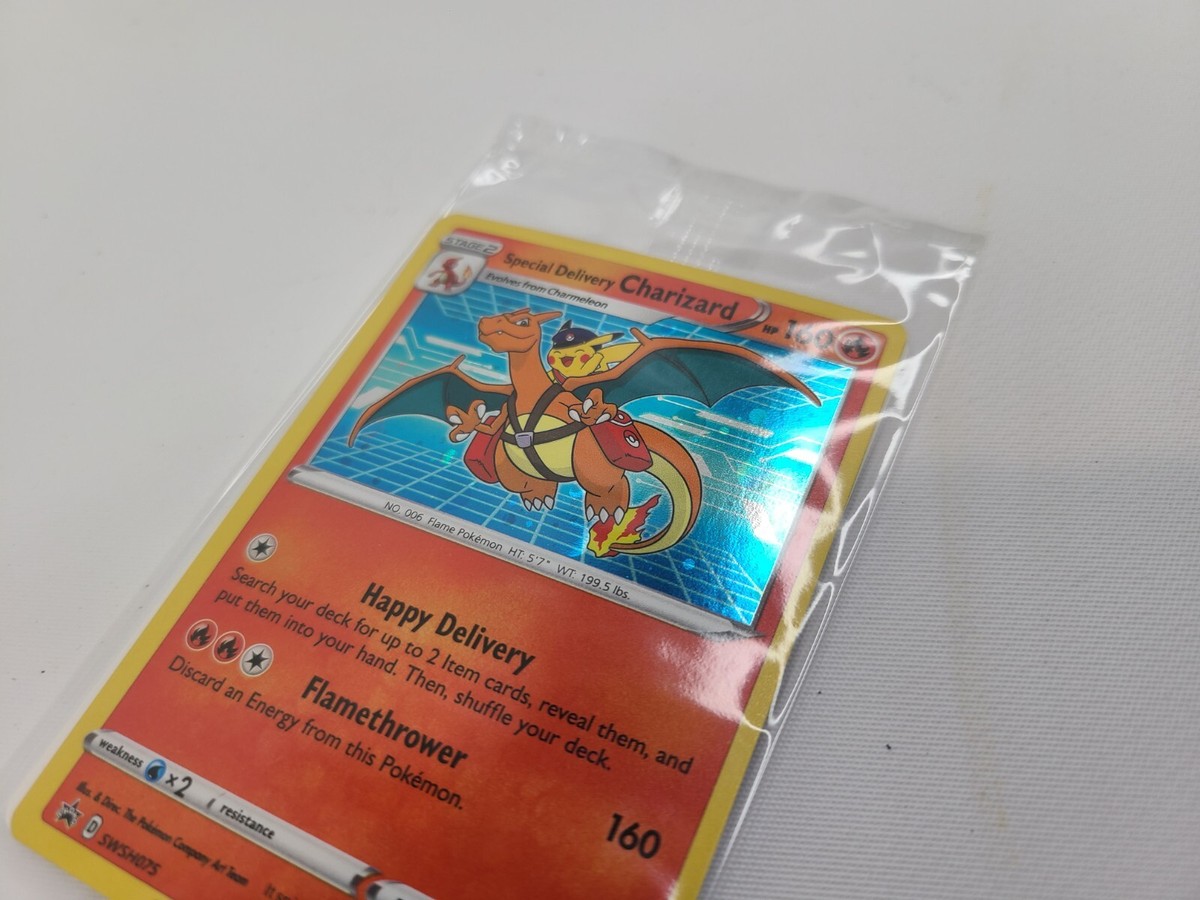 STAGE 2
Special Delivery Charizard HP 160
Evolves from Charmeleon
NO. 006 Flame Pokémon HT: 5'7" WT: 199.5 lbs.
Happy Delivery
Search your deck for up to 2 Item cards, reveal them, and
put them into your hand. Then, shuffle your deck.
Flamethrower 160
Discard an Energy from this Pokémon.
weakness x2 resistance
Illus. & Direc. The Pokémon Company Art Team
D SWSH075